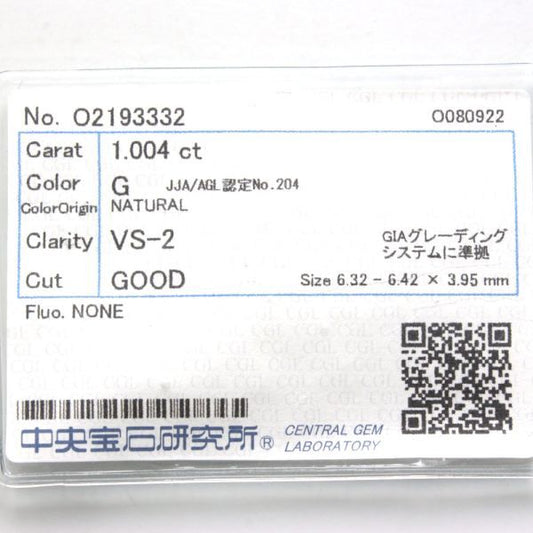 No. O2193332 O080922
Carat 1.004 ct
Color G JJA/AGL認定No.204
ColorOrigin NATURAL
Clarity VS-2 GIAグレーディング
システムに準拠
Cut GOOD Size 6.32 - 6.42 × 3.95 mm
Fluo. NONE
中央宝石研究所® CENTRAL GEM
LABORATORY